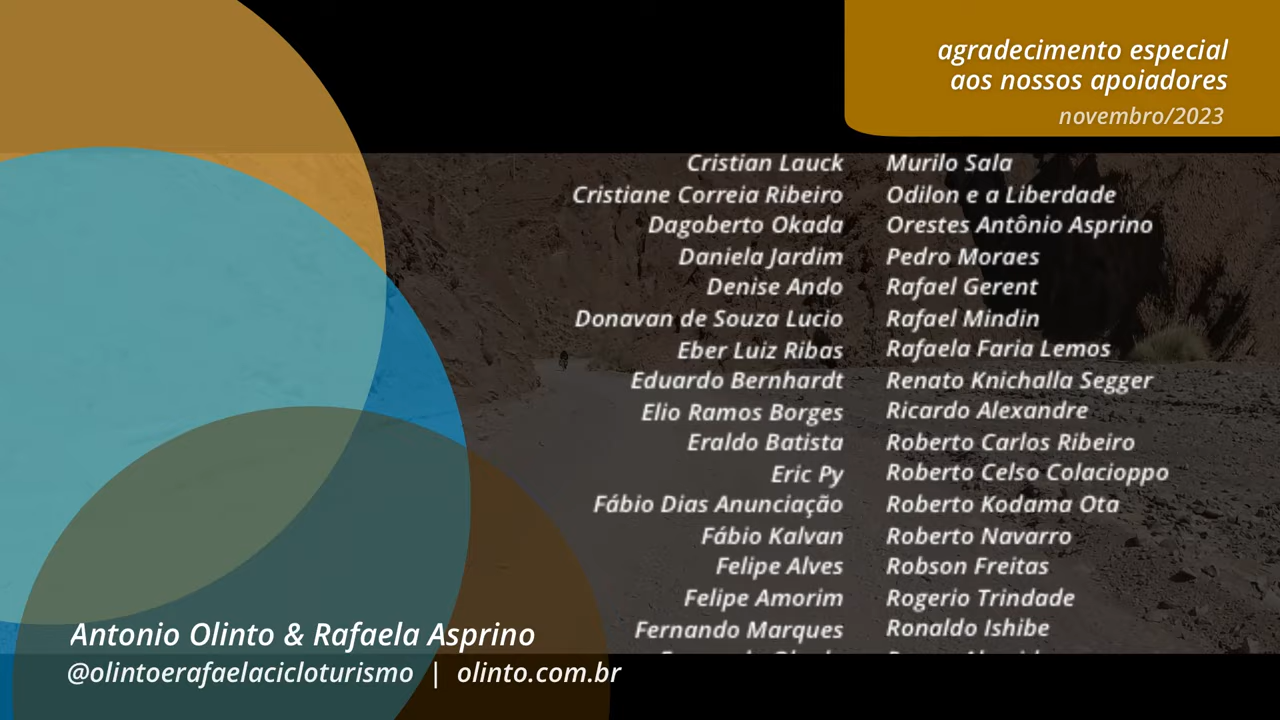 agradecimento especial
aos nossos apoiadores
novembro/2023
Cristian Lauck
Cristiane Correia Ribeiro
Dagoberto Okada
Daniela Jardim
Denise Ando
Donavan de Souza Lucio
Eber Luiz Ribas
Eduardo Bernhardt
Elio Ramos Borges
Eraldo Batista
Eric Py
Fábio Dias Anunciação
Fábio Kalvan
Felipe Alves
Felipe Amorim
Fernando Marques
Murilo Sala
Odilon e a Liberdade
Orestes Antônio Asprino
Pedro Moraes
Rafael Gerent
Rafael Mindin
Rafaela Faria Lemos
Renato Knichalla Segger
Ricardo Alexandre
Roberto Carlos Ribeiro
Roberto Celso Colacioppo
Roberto Kodama Ota
Roberto Navarro
Robson Freitas
Rogerio Trindade
Ronaldo Ishibe
Antonio Olinto & Rafaela Asprino
@olintoerafaelacicloturismo | olinto.com.br